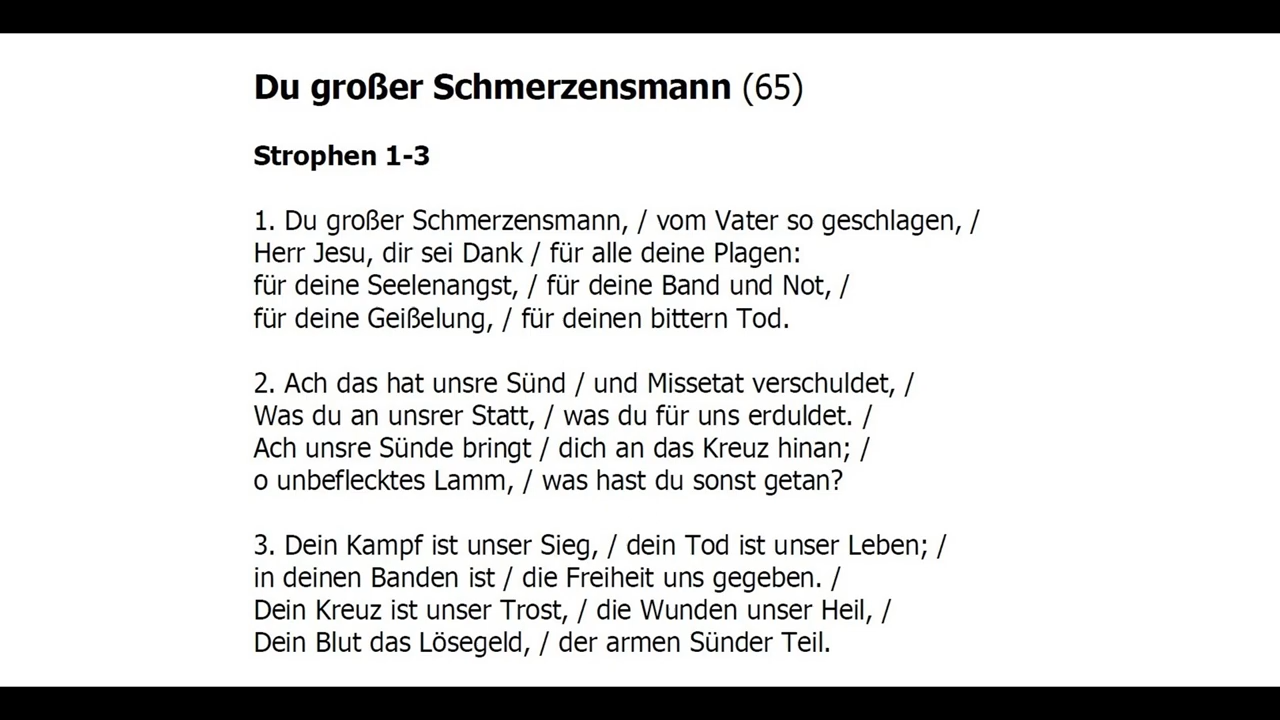 Du großer Schmerzensmann (65)
Strophen 1-3
1. Du großer Schmerzensmann, / vom Vater so geschlagen, /
Herr Jesu, dir sei Dank / für alle deine Plagen:
für deine Seelenangst, / für deine Band und Not, /
für deine Geißelung, / für deinen bittern Tod.
2. Ach das hat unsre Sünd / und Missetat verschuldet, /
Was du an unsrer Statt, / was du für uns erduldet. /
Ach unsre Sünde bringt / dich an das Kreuz hinan; /
o unbeflecktes Lamm, / was hast du sonst getan?
3. Dein Kampf ist unser Sieg, / dein Tod ist unser Leben; /
in deinen Banden ist / die Freiheit uns gegeben. /
Dein Kreuz ist unser Trost, / die Wunden unser Heil, /
Dein Blut das Lösegeld, / der armen Sünder Teil.